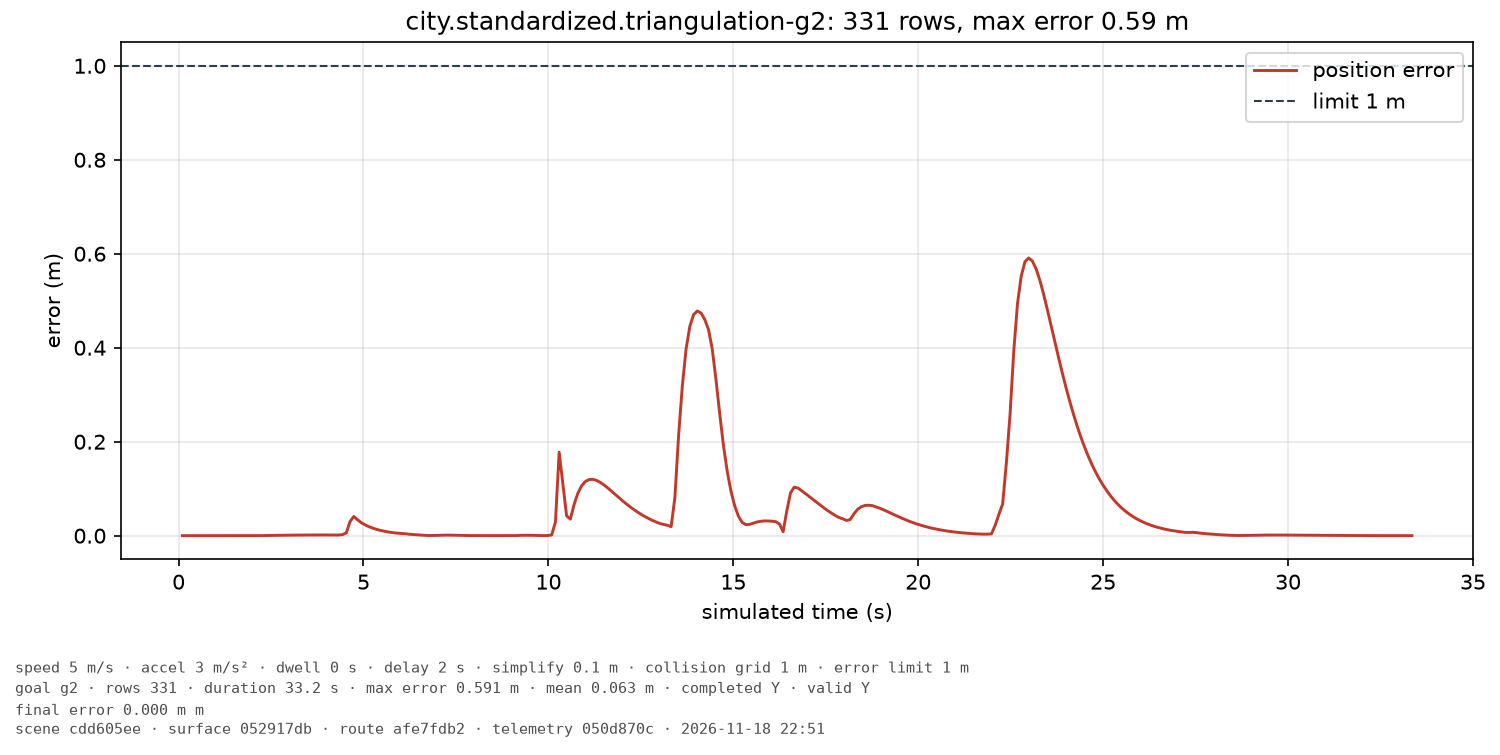 city.standardized.triangulation-g2: 331 rows, max error 0.59 m
position error
limit 1 m
1.0
0.8
0.6
0.4
0.2
0.0
error (m)
0 5 10 15 20 25 30 35
simulated time (s)
speed 5 m/s · accel 3 m/s² · dwell 0 s · delay 2 s · simplify 0.1 m · collision grid 1 m · error limit 1 m
goal g2 · rows 331 · duration 33.2 s · max error 0.591 m · mean 0.063 m · completed Y · valid Y
final error 0.000 m m
scene cdd605ee · surface 052917db · route afe7fdb2 · telemetry 050d870c · 2026-11-18 22:51